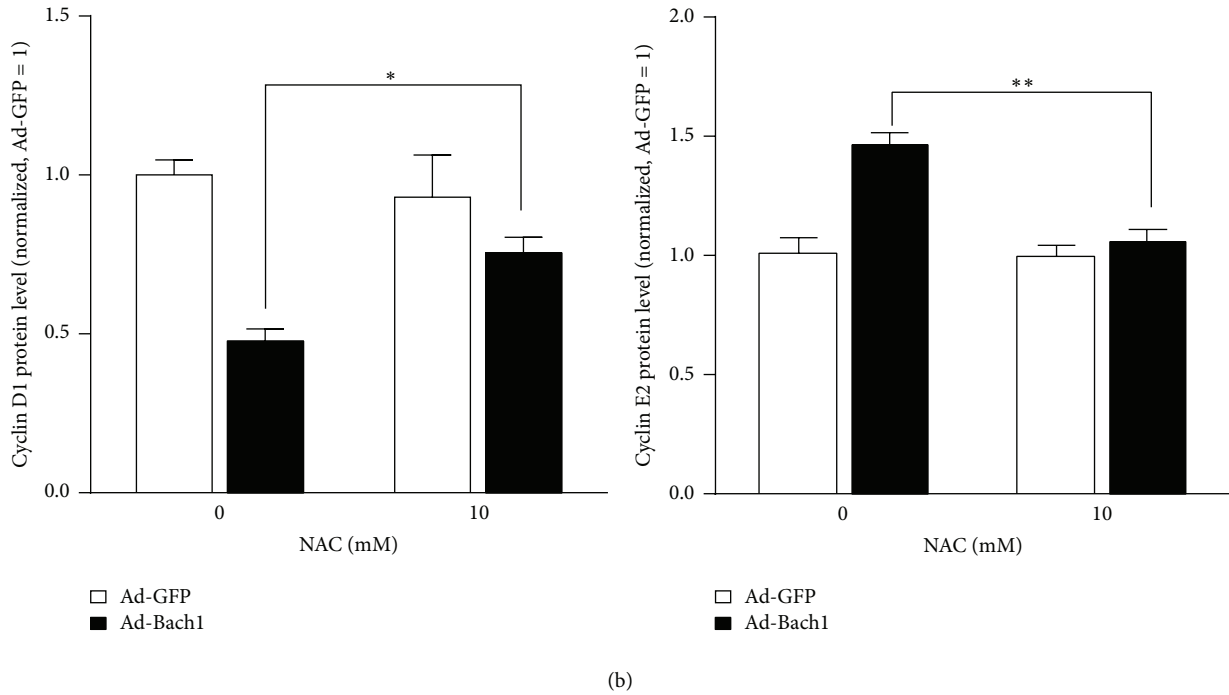 Cyclin D1 protein level (normalized, Ad-GFP = 1)
1.5
1.0
0.5
0.0
*
0
10
NAC (mM)
Ad-GFP
Ad-Bach1
Cyclin E2 protein level (normalized, Ad-GFP = 1)
2.0
1.5
1.0
0.5
0.0
**
0
10
NAC (mM)
Ad-GFP
Ad-Bach1
(b)